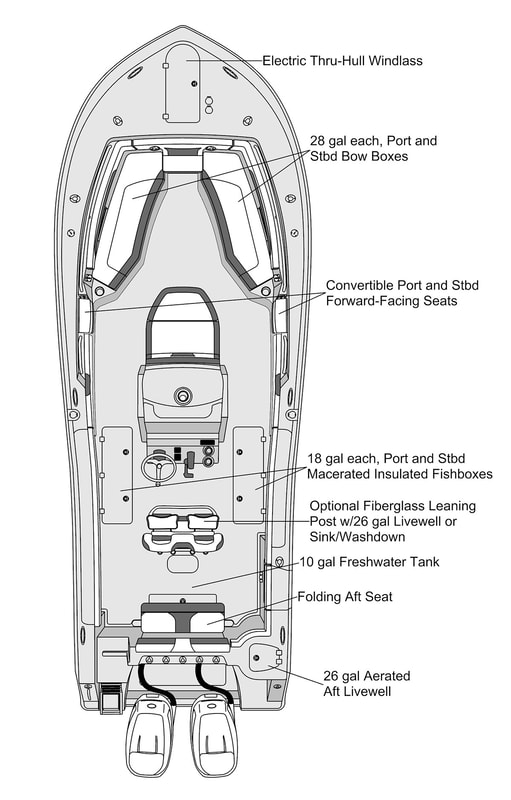 Electric Thru-Hull Windlass
28 gal each, Port and
Stbd Bow Boxes
Convertible Port and Stbd
Forward-Facing Seats
18 gal each, Port and Stbd
Macerated Insulated Fishboxes
Optional Fiberglass Leaning
Post w/26 gal Livewell or
Sink/Washdown
10 gal Freshwater Tank
Folding Aft Seat
26 gal Aerated
Aft Livewell